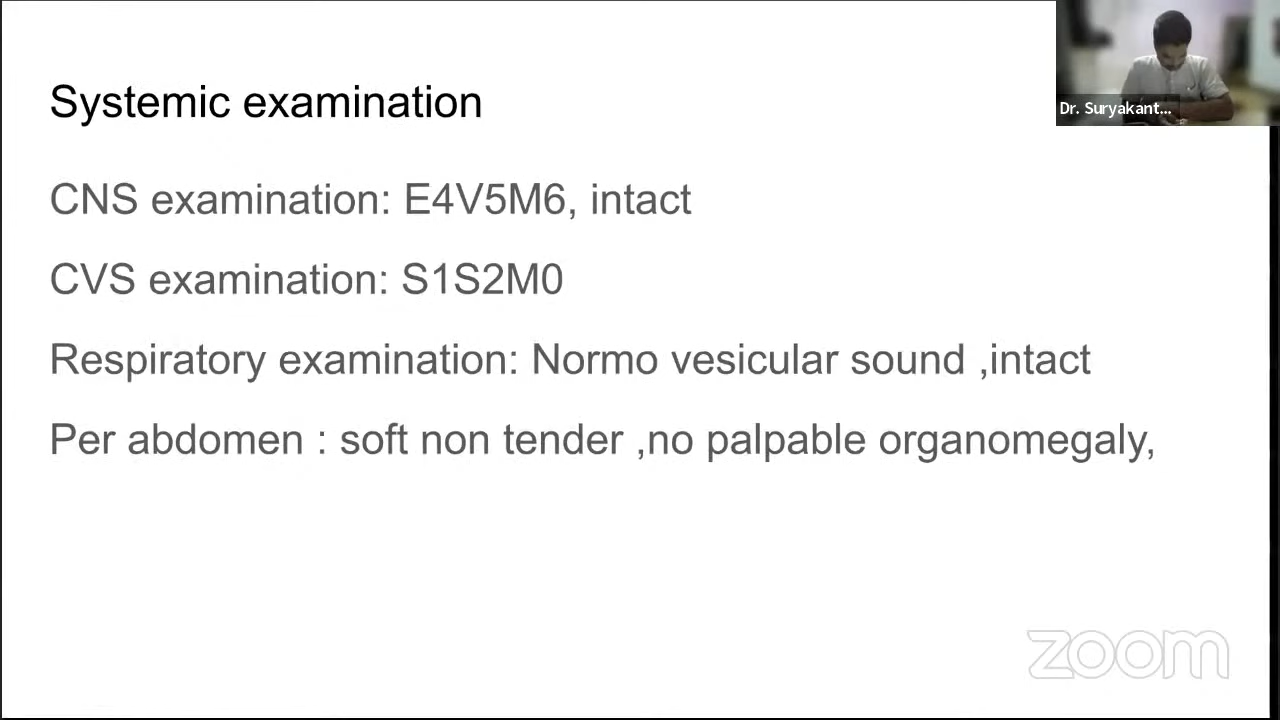 Systemic examination
Dr. Suryakant...
CNS examination: E4V5M6, intact
CVS examination: S1S2M0
Respiratory examination: Normo vesicular sound ,intact
Per abdomen : soft non tender ,no palpable organomegaly,
zoom